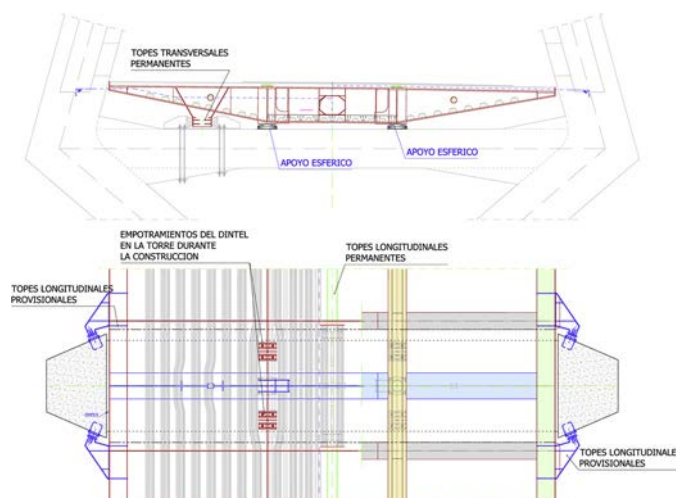 TOPES TRANSVERSALES
PERMANENTES
APOYO ESFERICO
APOYO ESFERICO
EMPOTRAMIENTOS DEL DINTEL
EN LA TORRE DURANTE
LA CONSTRUCCION
TOPES LONGITUDINALES
PERMANENTES
TOPES LONGITUDINALES
PROVISIONALES
TOPES LONGITUDINALES
PROVISIONALES